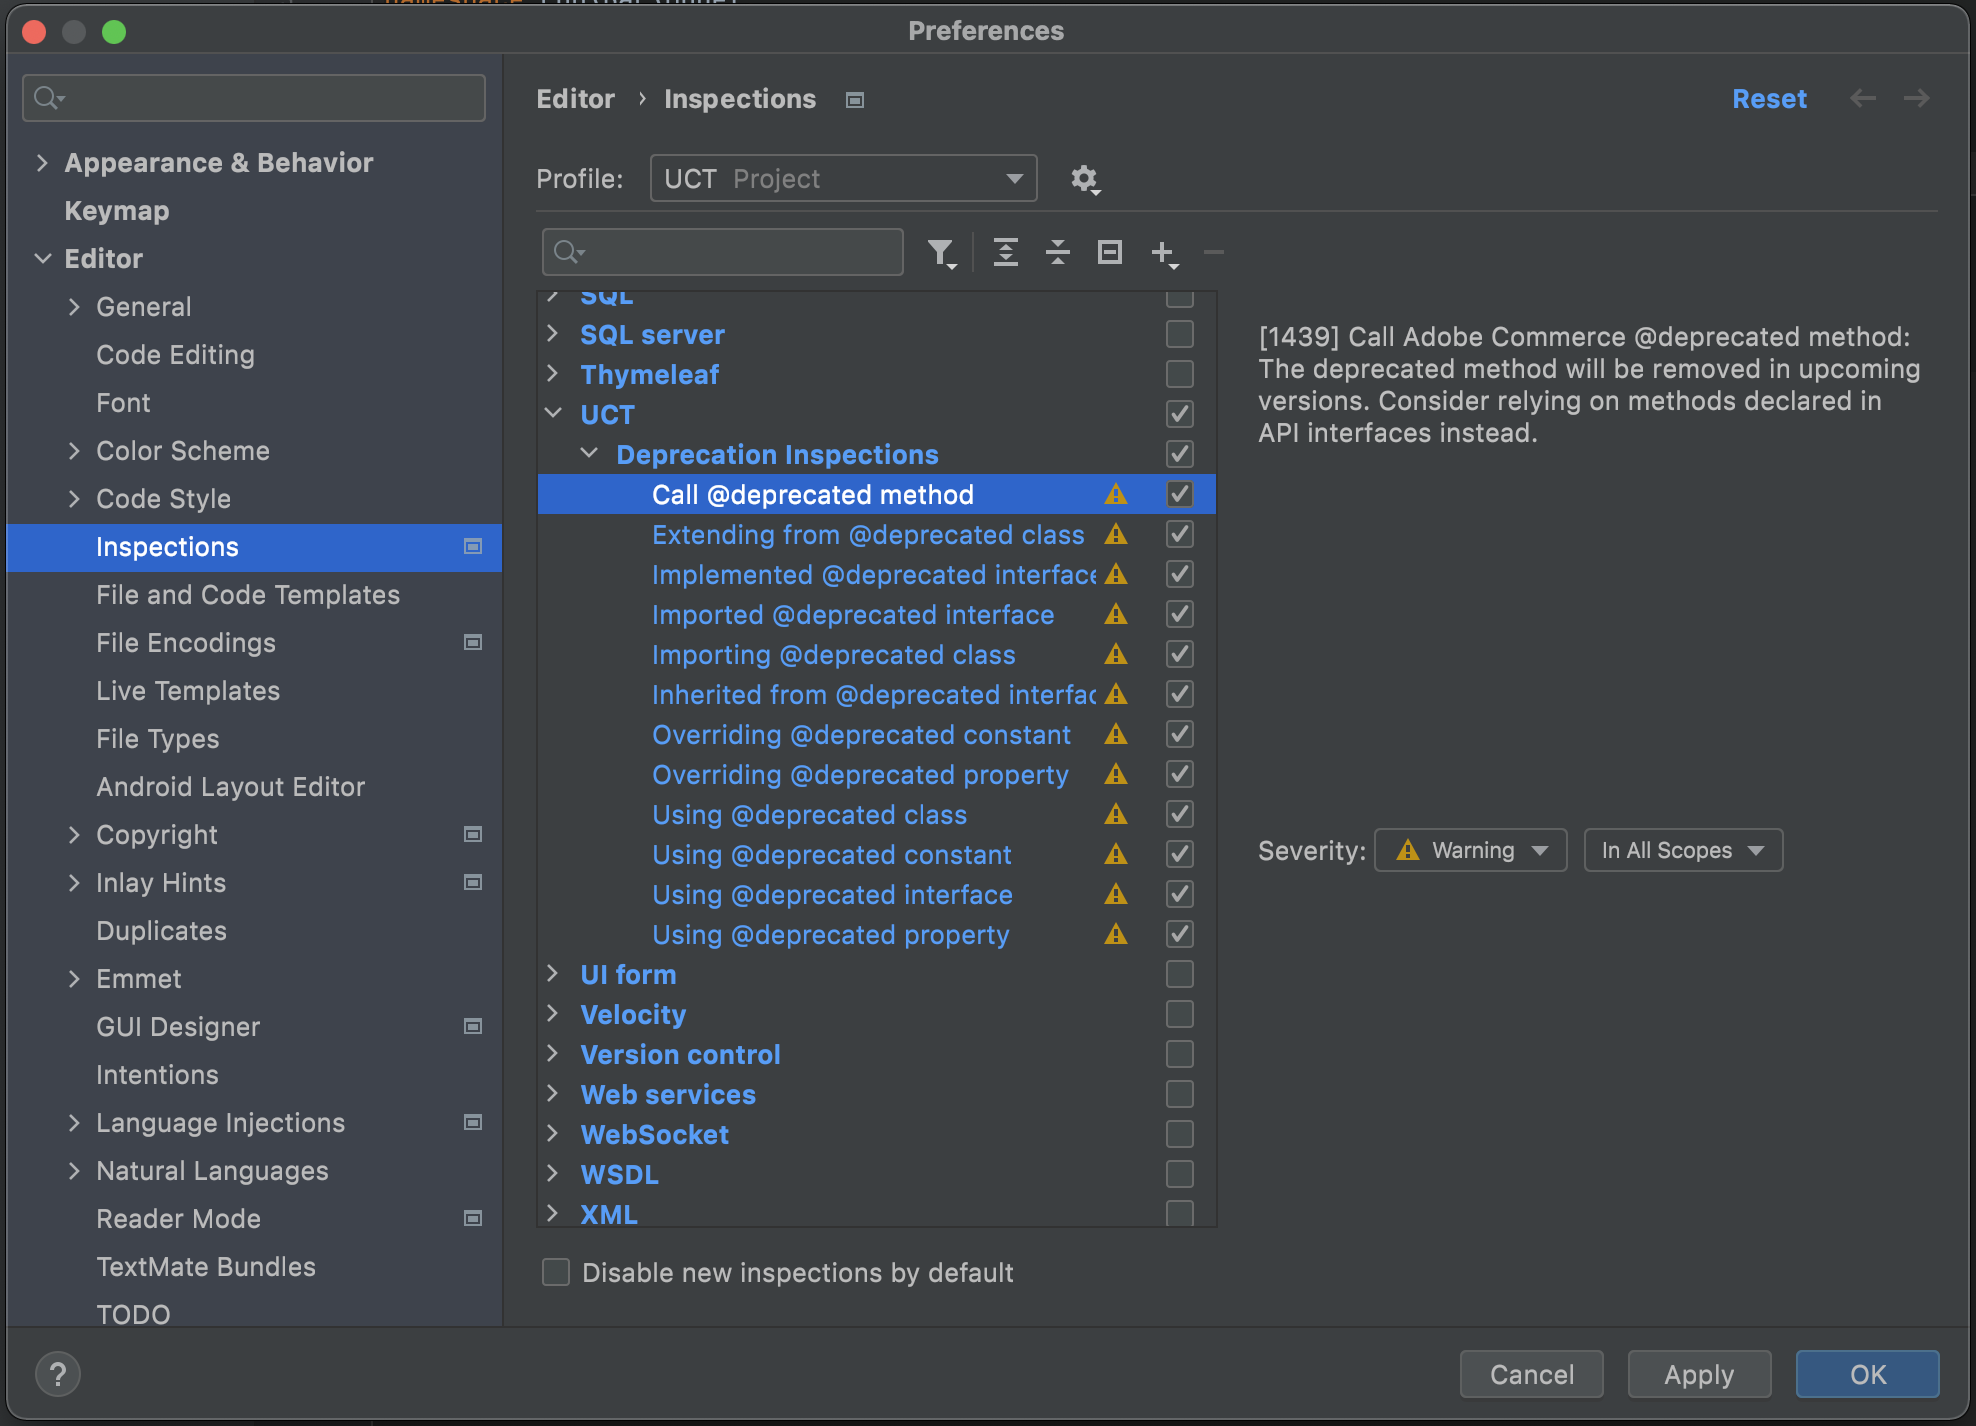 Preferences
Editor › Inspections
Reset
Appearance & Behavior
Keymap
Editor
General
Code Editing
Font
Color Scheme
Code Style
Inspections
File and Code Templates
File Encodings
Live Templates
File Types
Android Layout Editor
Copyright
Inlay Hints
Duplicates
Emmet
GUI Designer
Intentions
Language Injections
Natural Languages
Reader Mode
TextMate Bundles
TODO
Profile: UCT Project
SQL
SQL server
Thymeleaf
UCT
Deprecation Inspections
Call @deprecated method
Extending from @deprecated class
Implemented @deprecated interface
Imported @deprecated interface
Importing @deprecated class
Inherited from @deprecated interfac
Overriding @deprecated constant
Overriding @deprecated property
Using @deprecated class
Using @deprecated constant
Using @deprecated interface
Using @deprecated property
UI form
Velocity
Version control
Web services
WebSocket
WSDL
XML
Disable new inspections by default
[1439] Call Adobe Commerce @deprecated method:
The deprecated method will be removed in upcoming
versions. Consider relying on methods declared in
API interfaces instead.
Severity: Warning In All Scopes
?
Cancel Apply OK